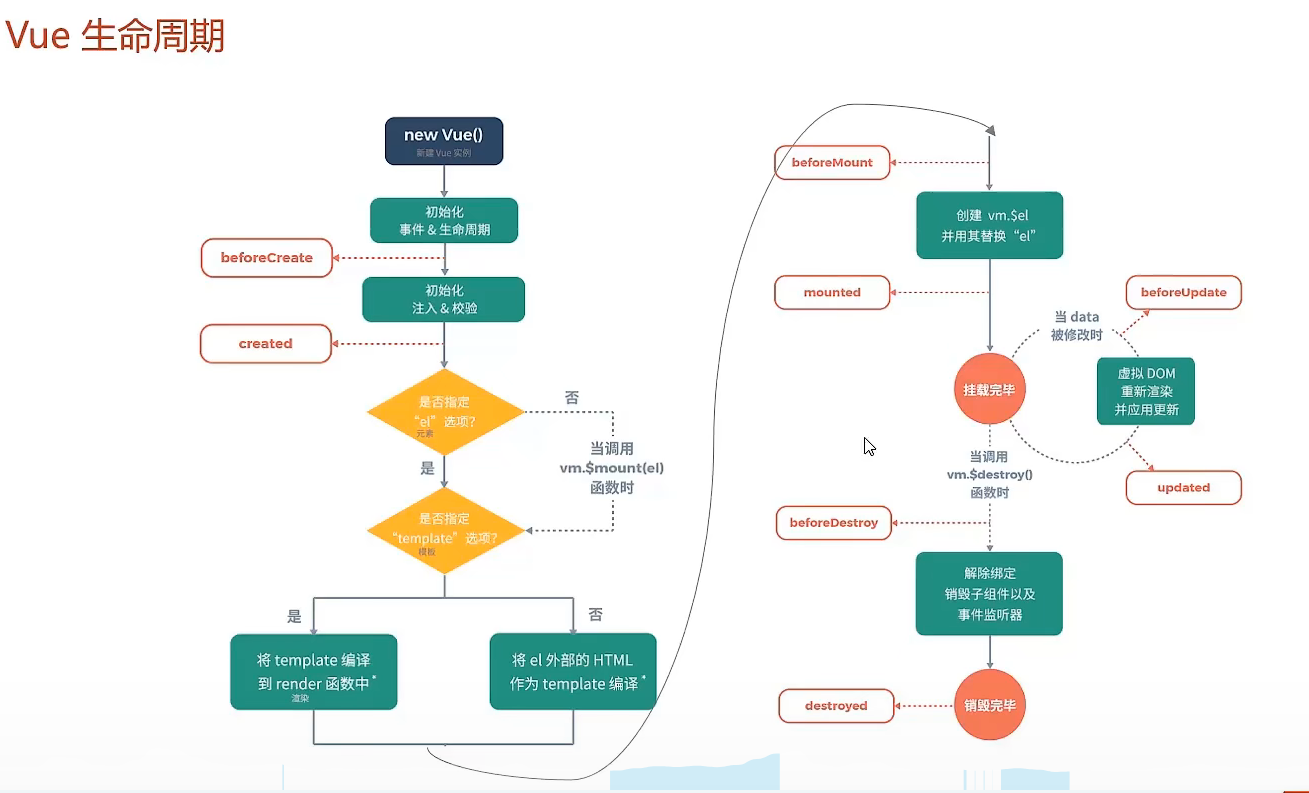 Vue 生命周期
new Vue()
新建 Vue 实例
初始化
事件 & 生命周期
beforeCreate
初始化
注入 & 校验
created
是否指定
“el” 选项?
元素
否
当调用
vm.$mount(el)
函数时
是
是否指定
“template” 选项?
模板
是
否
将 template 编译
到 render 函数中*
渲染
将 el 外部的 HTML
作为 template 编译*
beforeMount
创建 vm.$el
并用其替换 “el”
mounted
beforeUpdate
当 data
被修改时
挂载完毕
虚拟 DOM
重新渲染
并应用更新
updated
当调用
vm.$destroy()
函数时
beforeDestroy
解除绑定
销毁子组件以及
事件监听器
destroyed
销毁完毕